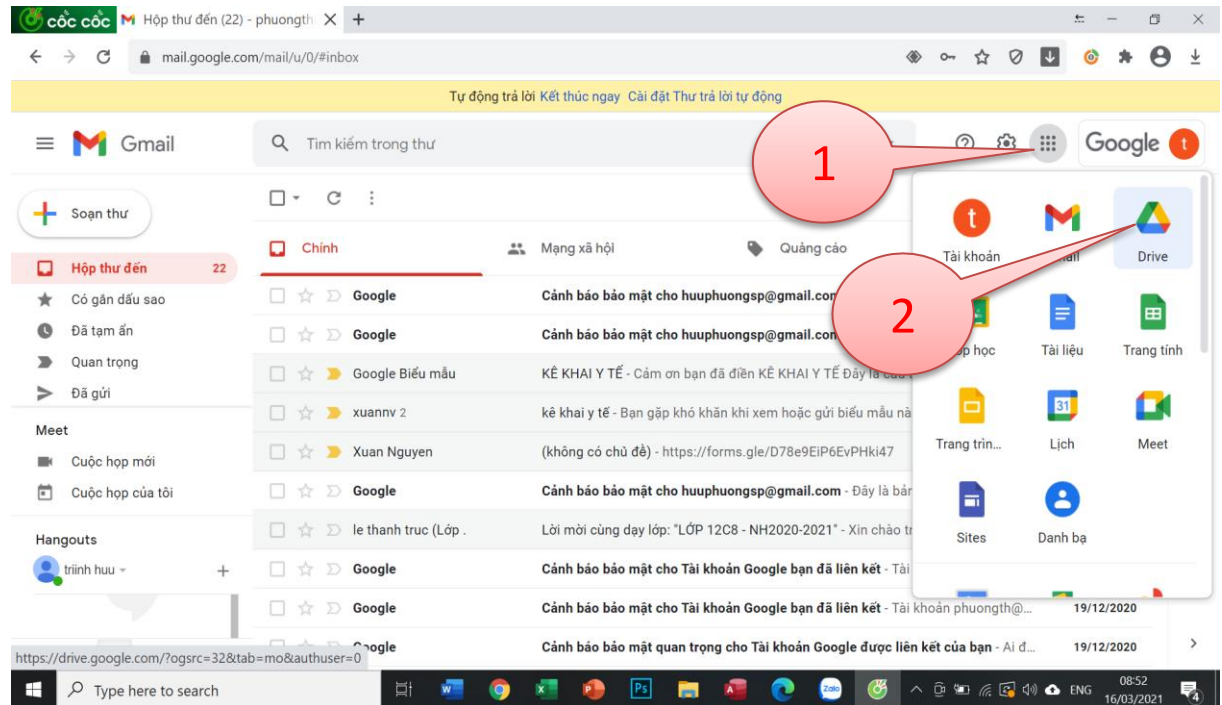 cốc cốc Hộp thư đến (22) - phuongth
mail.google.com/mail/u/0/#inbox
Tự động trả lời Kết thúc ngay Cài đặt Thư trả lời tự động
Gmail
Tìm kiếm trong thư
Google t
1
Soạn thư
Hộp thư đến 22
Có gắn dấu sao
Đã tạm ẩn
Quan trọng
Đã gửi
Meet
Cuộc họp mới
Cuộc họp của tôi
Hangouts
triinh huu
Chính Mạng xã hội Quảng cáo
Google Cảnh báo bảo mật cho huuphuongsp@gmail.com
Google Cảnh báo bảo mật cho huuphuongsp@gmail.com
Google Biểu mẫu KÊ KHAI Y TẾ - Cảm ơn bạn đã điền KÊ KHAI Y TẾ Đây là
xuannv 2 kê khai y tế - Bạn gặp khó khăn khi xem hoặc gửi biểu mẫu
Xuan Nguyen (không có chủ đề) - https://forms.gle/D78e9EiP6EvPHki47
Google Cảnh báo bảo mật cho huuphuongsp@gmail.com - Đây là
le thanh truc (Lớp . Lời mời cùng dạy lớp: "LỚP 12C8 - NH2020-2021" - Xin chào
Google Cảnh báo bảo mật cho Tài khoản Google bạn đã liên kết - Tài
Google Cảnh báo bảo mật cho Tài khoản Google bạn đã liên kết - Tài khoản phuongth@... 19/12/2020
Google Cảnh báo bảo mật quan trọng cho Tài khoản Google được liên kết của bạn - Ai đ... 19/12/2020
t
Tài khoản Drive
2
học Tài liệu Trang tính
31
Trang trìn... Lịch Meet
Sites Danh bạ
https://drive.google.com/?ogsrc=32&tab=mo&authuser=0
Type here to search
Ps
Zalo
ENG
08:52
16/03/2021
4